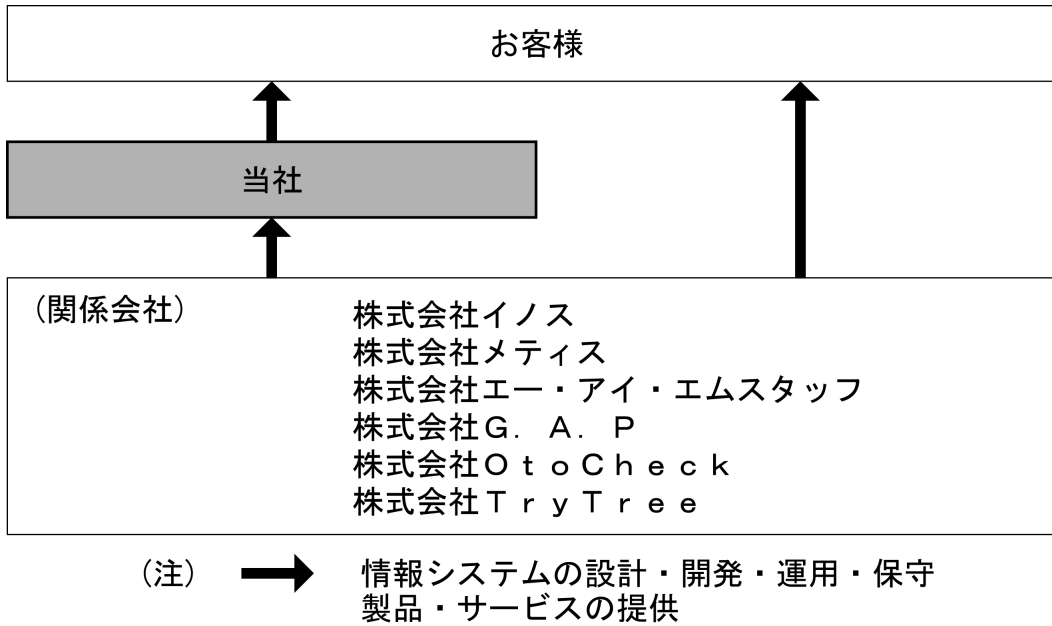 お客様
当社
(関係会社)
株式会社イノス
株式会社メティス
株式会社エー・アイ・エムスタッフ
株式会社Ｇ．Ａ．Ｐ
株式会社ＯｔｏＣｈｅｃｋ
株式会社ＴｒｙＴｒｅｅ
(注) 情報システムの設計・開発・運用・保守
製品・サービスの提供